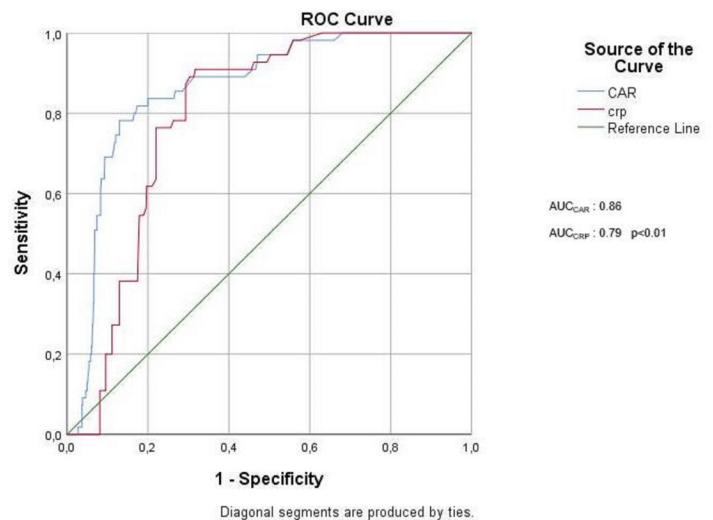 ROC Curve
Sensitivity
1,0
0,8
0,6
0,4
0,2
0,0
0,0 0,2 0,4 0,6 0,8 1,0
1 - Specificity
Diagonal segments are produced by ties.
Source of the
Curve
CAR
crp
Reference Line
AUCCAR : 0.86
AUCCRP : 0.79 p<0.01